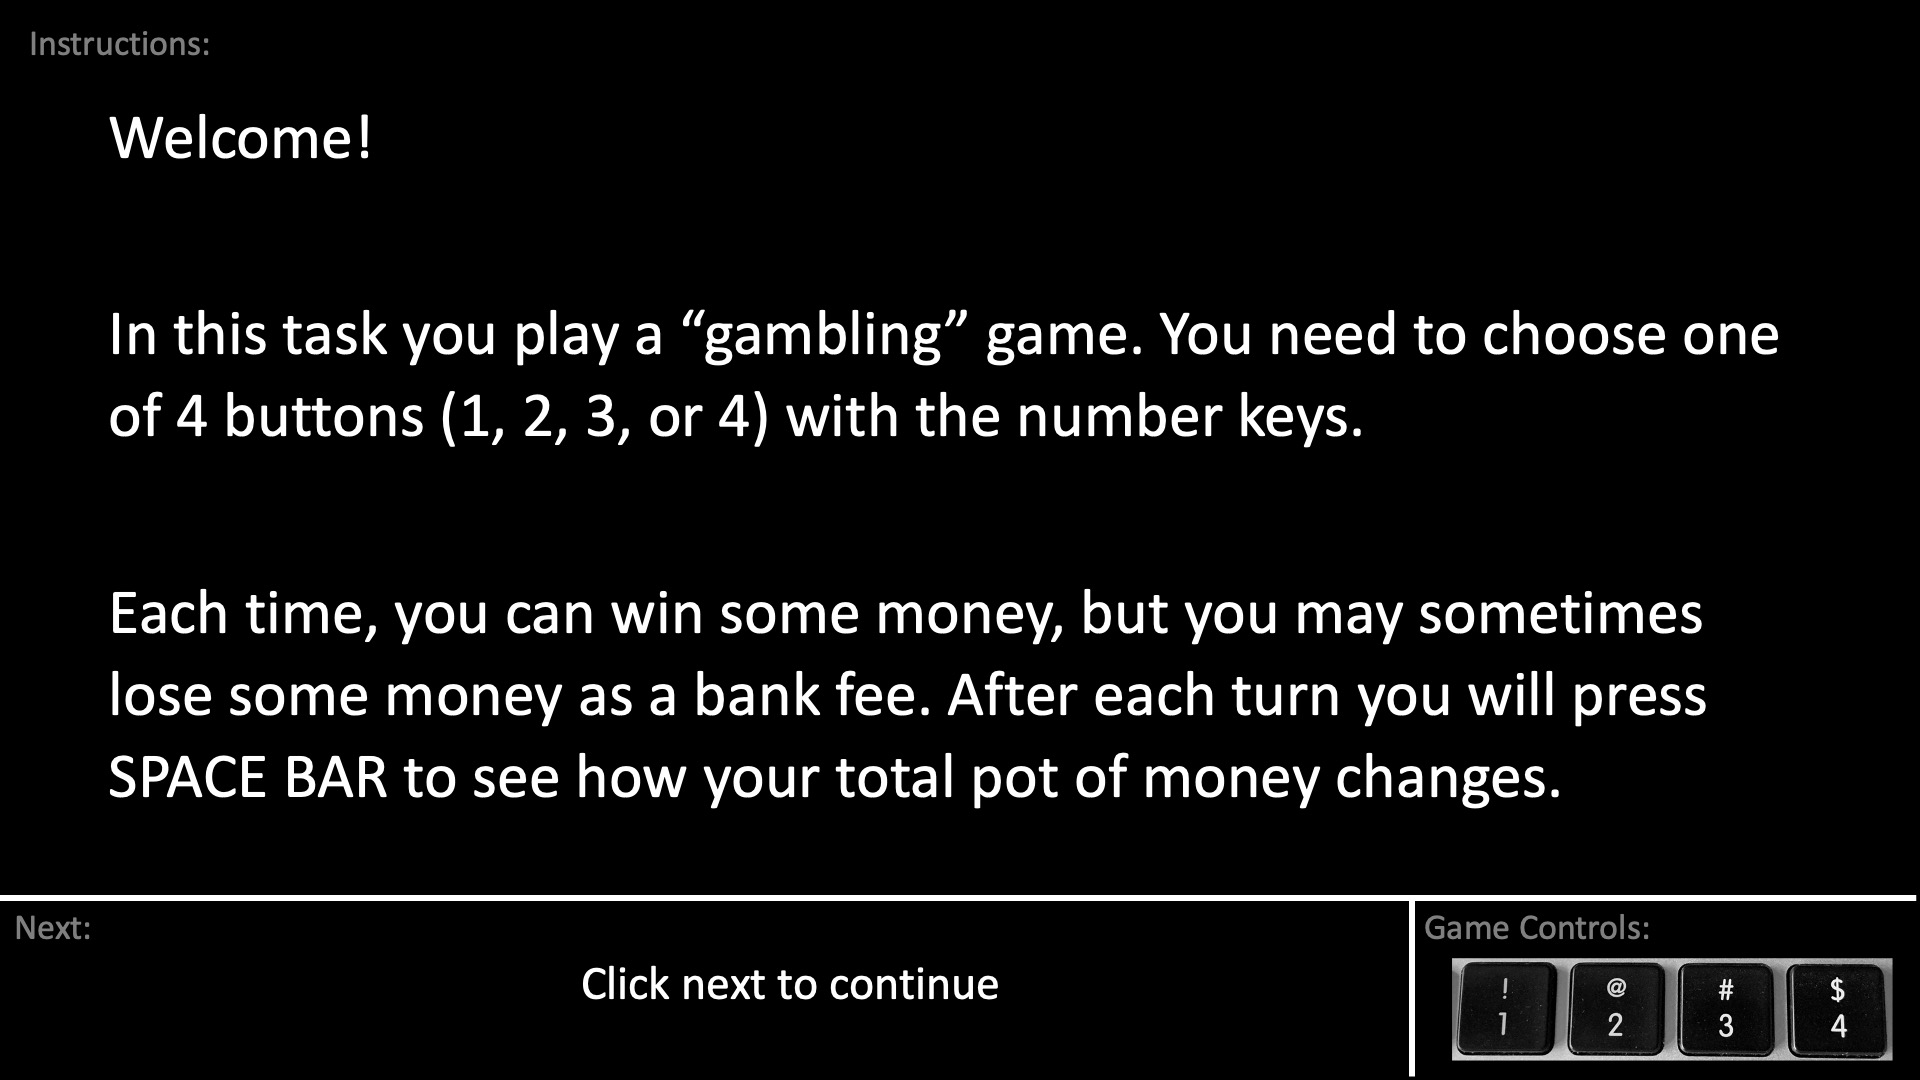 Instructions:
Welcome!
In this task you play a “gambling” game. You need to choose one
of 4 buttons (1, 2, 3, or 4) with the number keys.
Each time, you can win some money, but you may sometimes
lose some money as a bank fee. After each turn you will press
SPACE BAR to see how your total pot of money changes.
Next:
Click next to continue
Game Controls:
! @ # $
1 2 3 4